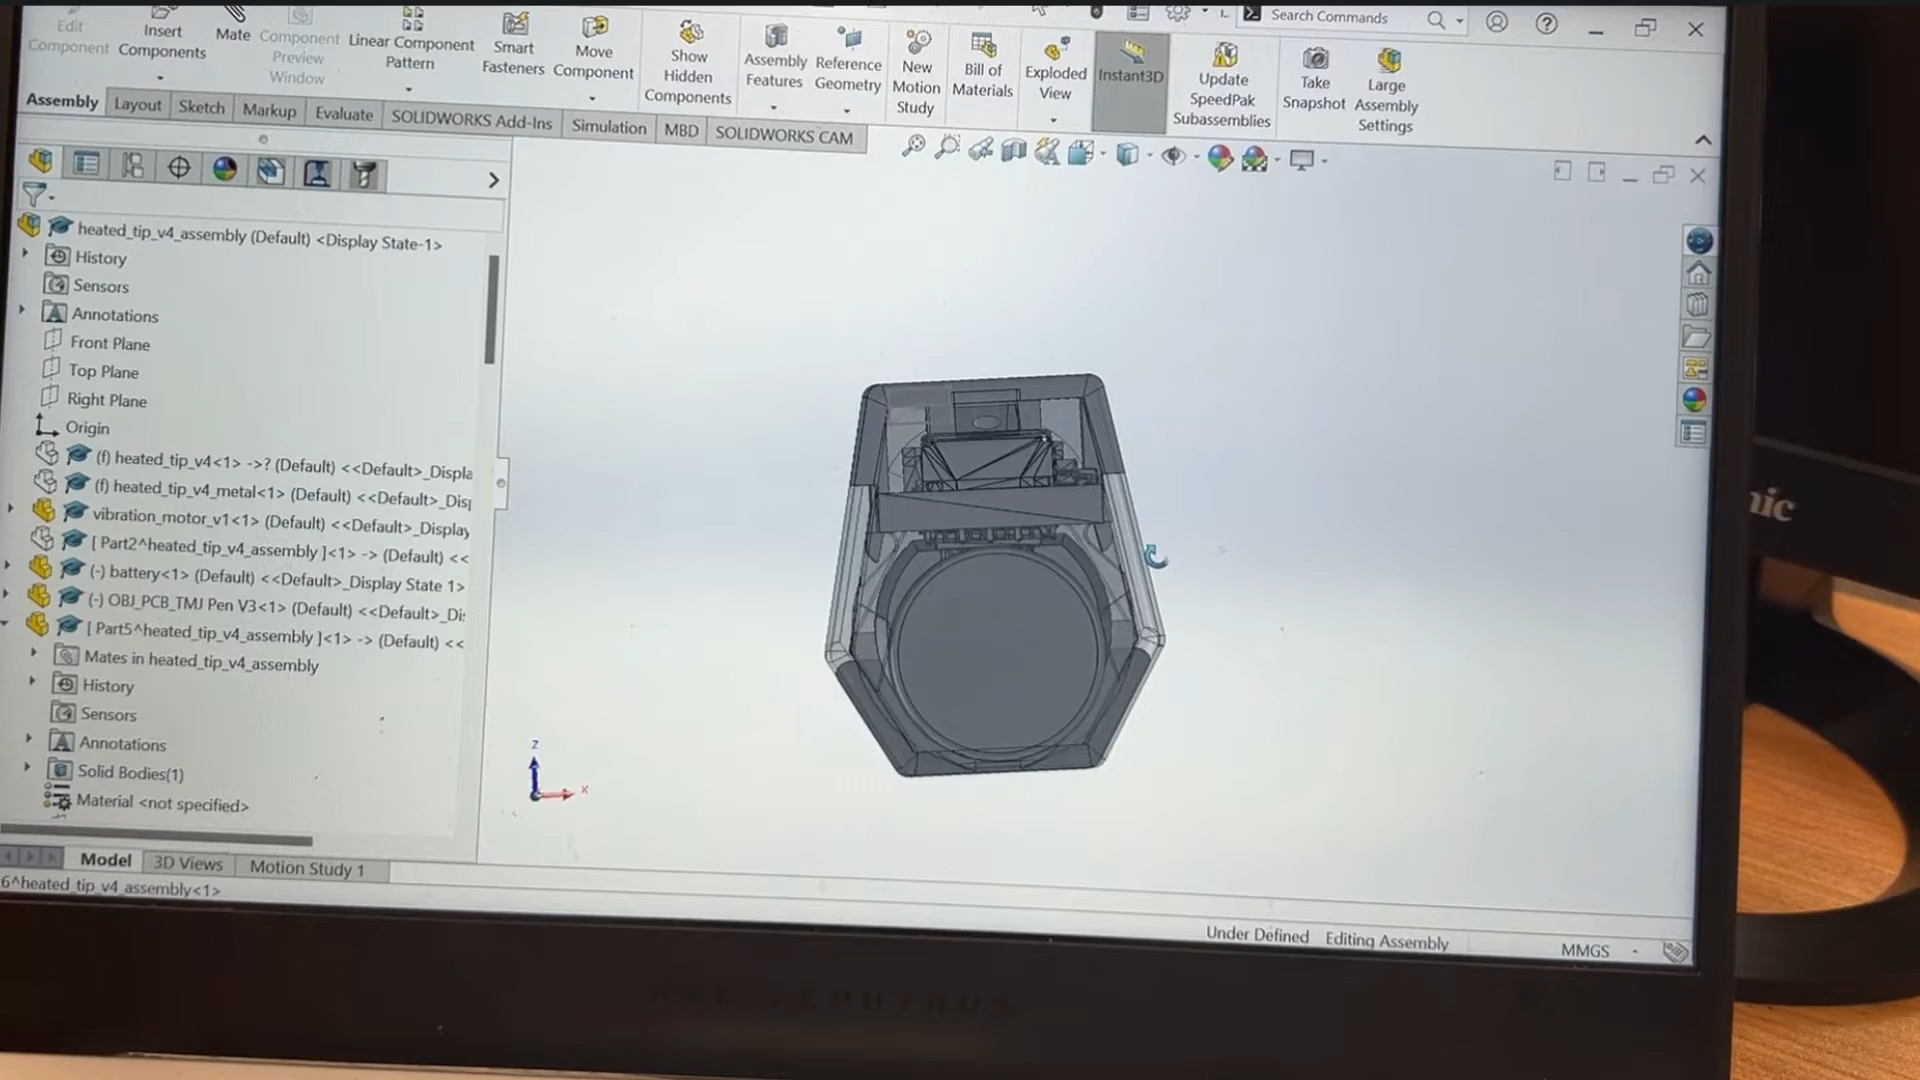 Search Commands
Edit Component
Insert Components
Mate
Component Preview Window
Linear Component Pattern
Smart Fasteners
Move Component
Show Hidden Components
Assembly Features
Reference Geometry
New Motion Study
Bill of Materials
Exploded View
Instant3D
Update SpeedPak Subassemblies
Take Snapshot
Large Assembly Settings
Assembly
Layout
Sketch
Markup
Evaluate
SOLIDWORKS Add-Ins
Simulation
MBD
SOLIDWORKS CAM
heated_tip_v4_assembly (Default) <Display State-1>
History
Sensors
Annotations
Front Plane
Top Plane
Right Plane
Origin
(f) heated_tip_v4<1> ->? (Default) <<Default>_Displa
(f) heated_tip_v4_metal<1> (Default) <<Default>_Disp
vibration_motor_v1<1> (Default) <<Default>_Display
[ Part2^heated_tip_v4_assembly ]<1> -> (Default) <<
(-) battery<1> (Default) <<Default>_Display State 1>
(-) OBJ_PCB_TMJ Pen V3<1> (Default) <<Default>_Di
[ Part5^heated_tip_v4_assembly ]<1> -> (Default) <<
Mates in heated_tip_v4_assembly
History
Sensors
Annotations
Solid Bodies(1)
Material <not specified>
z
x
Model
3D Views
Motion Study 1
6^heated_tip_v4_assembly<1>
Under Defined
Editing Assembly
MMGS
nic